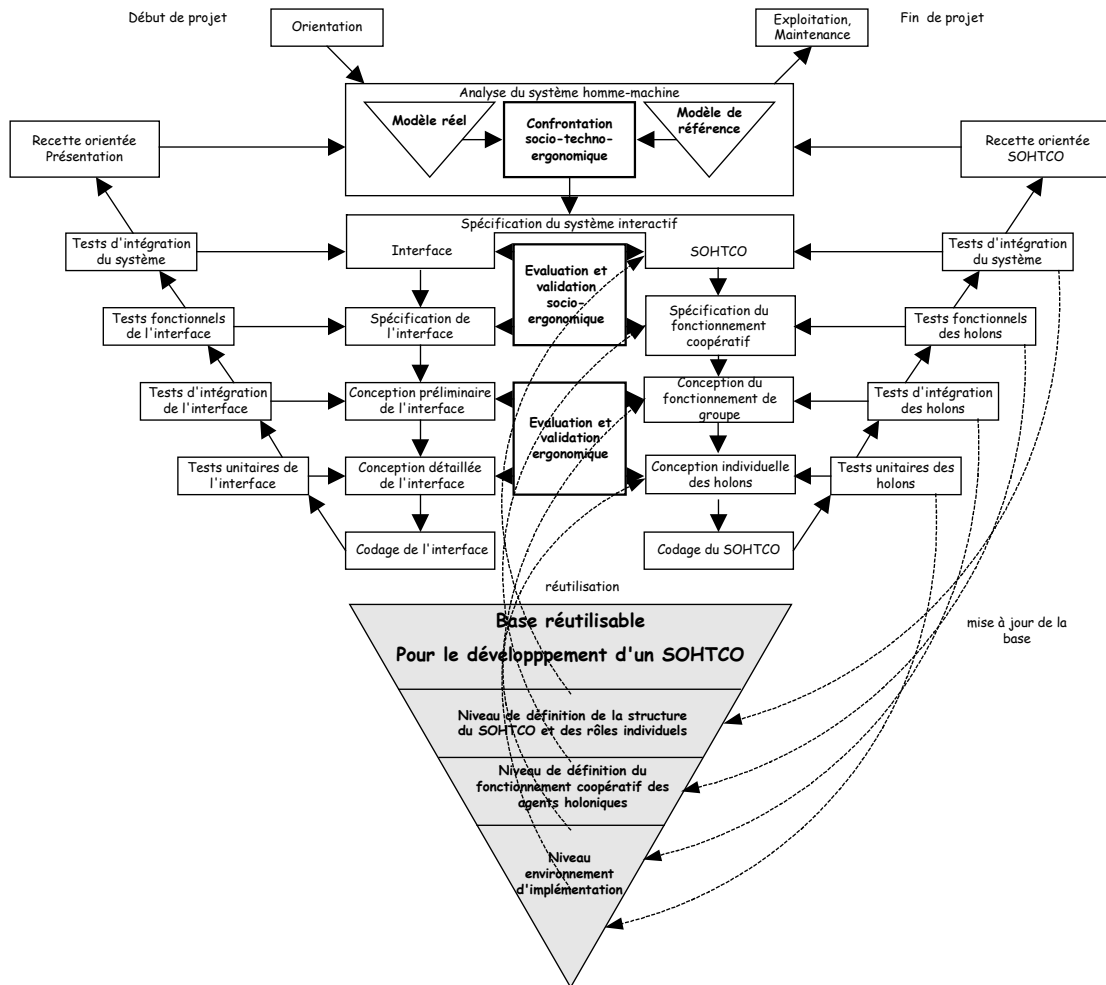 Début de projet
Orientation
Exploitation,
Maintenance
Fin de projet
Analyse du système homme-machine
Modèle réel
Confrontation
socio-techno-
ergonomique
Modèle de
référence
Recette orientée
Présentation
Recette orientée
SOHTCO
Spécification du système interactif
Interface
SOHTCO
Tests d'intégration
du système
Evaluation et
validation
socio-
ergonomique
Tests d'intégration
du système
Tests fonctionnels
de l'interface
Spécification de
l'interface
Spécification du
fonctionnement
coopératif
Tests fonctionnels
des holons
Tests d'intégration
de l'interface
Conception préliminaire
de l'interface
Evaluation et
validation
ergonomique
Conception du
fonctionnement de
groupe
Tests d'intégration
des holons
Tests unitaires de
l'interface
Conception détaillée
de l'interface
Conception individuelle
des holons
Tests unitaires des
holons
Codage de l'interface
Codage du SOHTCO
réutilisation
mise à jour de la
base
Base réutilisable
Pour le développpement d'un SOHTCO
Niveau de définition de la structure
du SOHTCO et des rôles individuels
Niveau de définition du
fonctionnement coopératif des
agents holoniques
Niveau
environnement
d'implémentation